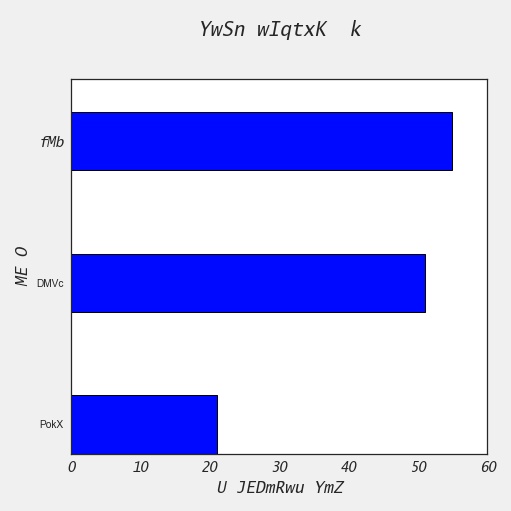 YwSn wIqtxK  k
fMb
ME O
DMVc
PokX
0 10 20 30 40 50 60
U JEDmRwu YmZ